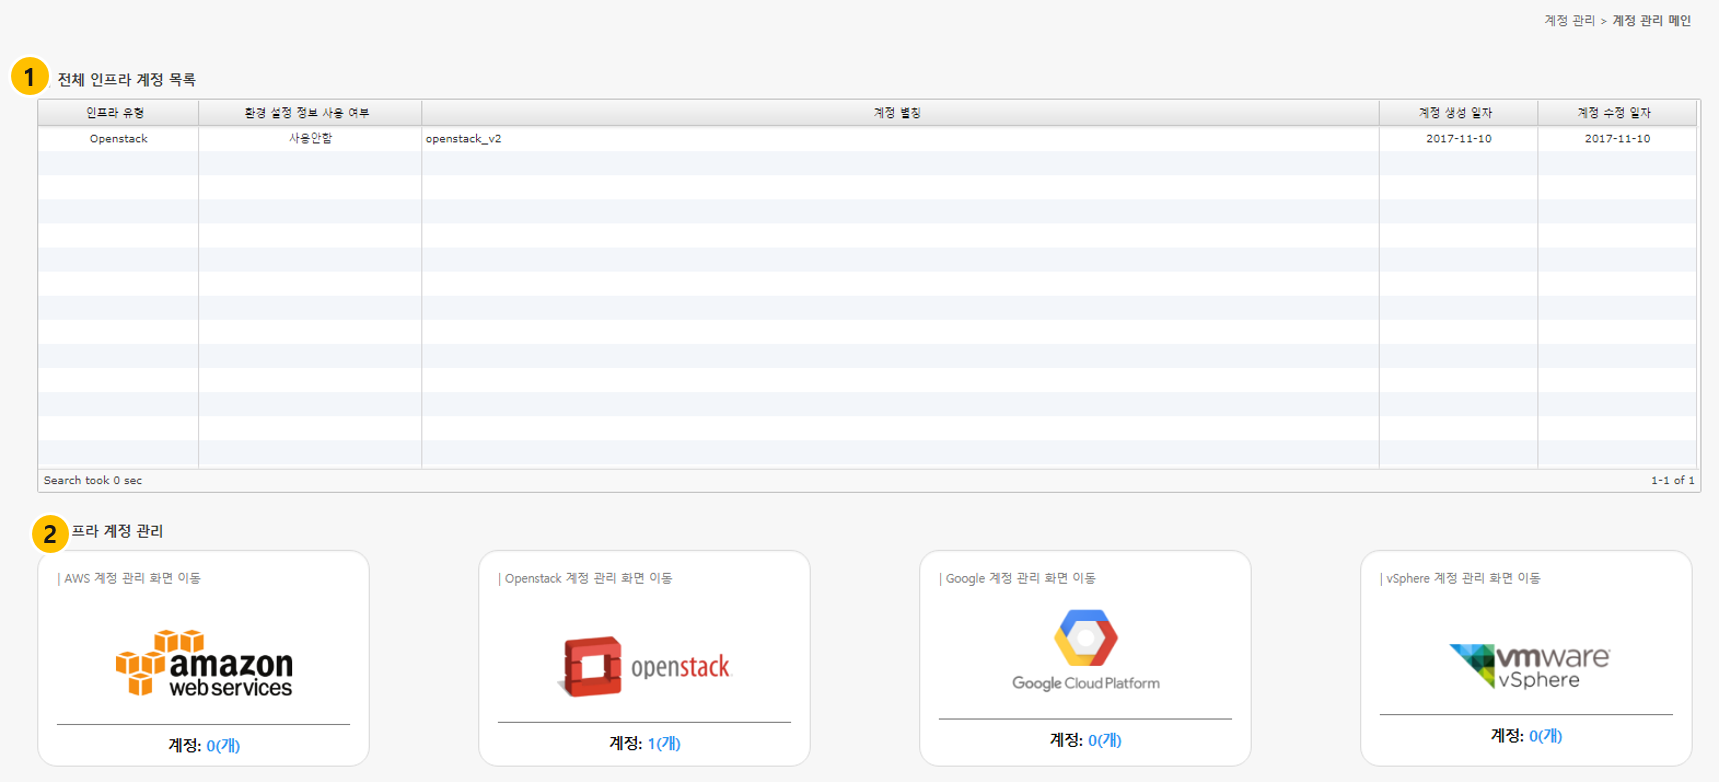 계정 관리 > 계정 관리 메인
1 전체 인프라 계정 목록
인프라 유형 환경 설정 정보 사용 여부 계정 별칭 계정 생성 일자 계정 수정 일자
Openstack 사용안함 openstack_v2 2017-11-10 2017-11-10
Search took 0 sec 1-1 of 1
2 프라 계정 관리
| AWS 계정 관리 화면 이동
amazon
web services
계정: 0(개)
| Openstack 계정 관리 화면 이동
openstack
계정: 1(개)
| Google 계정 관리 화면 이동
Google Cloud Platform
계정: 0(개)
| vSphere 계정 관리 화면 이동
vmware
vSphere
계정: 0(개)